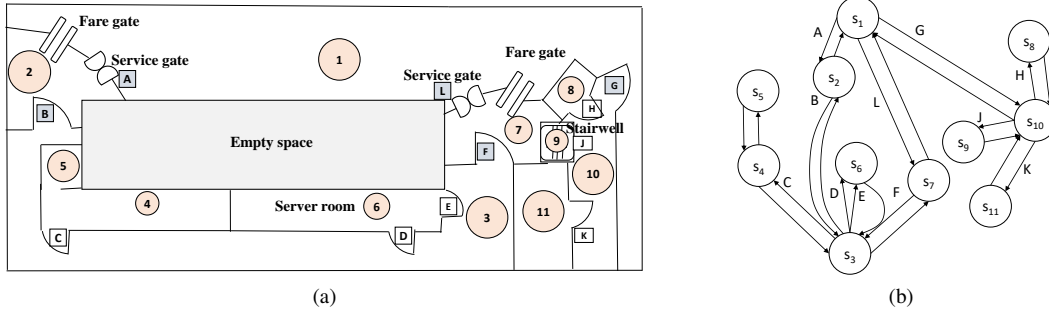 Fare gate
2
Service gate
A
B
1
Fare gate
L
Service gate
8
G
H
7
Stairwell
9
J
5
Empty space
F
10
4
Server room
6
E
3
11
C
D
K
(a)
s1
A
G
s8
s2
H
s5
B
L
s10
J
s9
s4
s6
K
C
D
E
F
s7
s11
s3
(b)